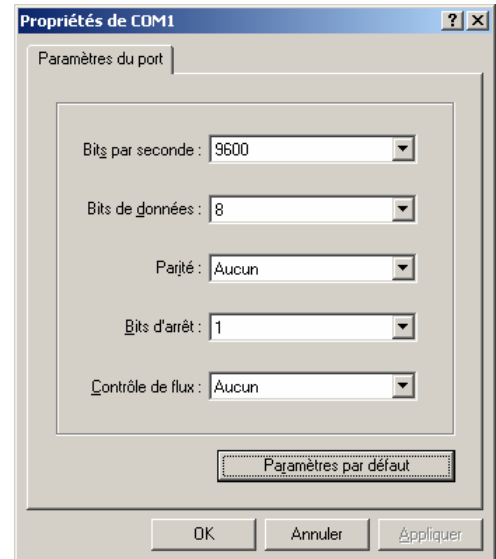 Propriétés de COM1
Paramètres du port
Bits par seconde : 9600
Bits de données : 8
Parité : Aucun
Bits d'arrêt : 1
Contrôle de flux : Aucun
Paramètres par défaut
OK Annuler Appliquer